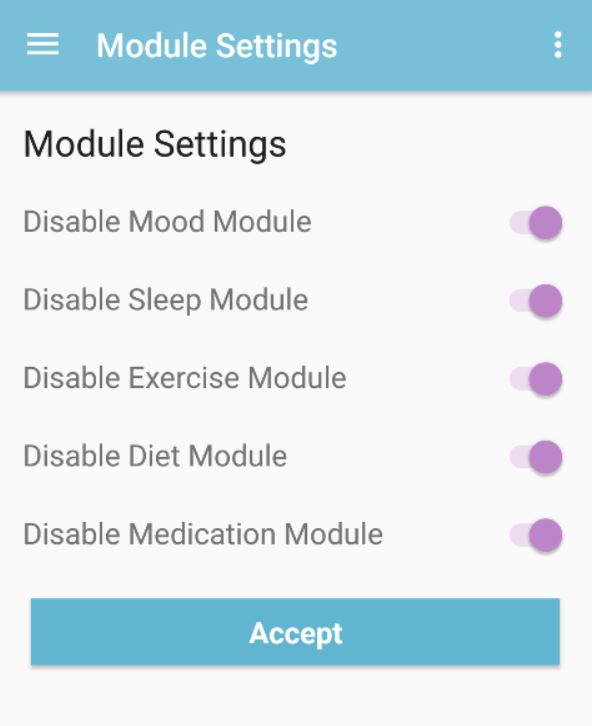 Module Settings
Module Settings
Disable Mood Module
Disable Sleep Module
Disable Exercise Module
Disable Diet Module
Disable Medication Module
Accept